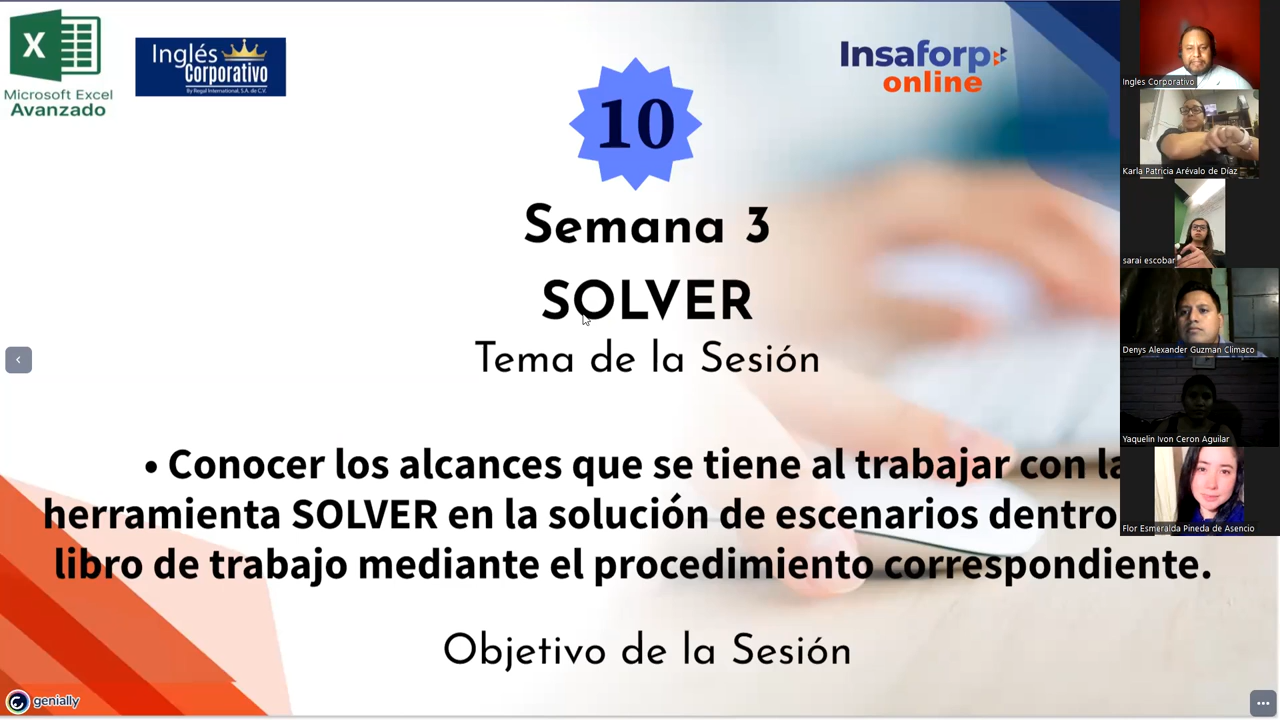 X
Microsoft Excel
Avanzado
Inglés
Corporativo
By Regal International, S.A. de C.V.
10
Insaforp
online
Semana 3
SOLVER
Tema de la Sesión
• Conocer los alcances que se tiene al trabajar con la
herramienta SOLVER en la solución de escenarios dentro
libro de trabajo mediante el procedimiento correspondiente.
Objetivo de la Sesión
genially
Ingles Corporativo
Karla Patricia Arévalo de Díaz
sarai escobar
Denys Alexander Guzman Climaco
Yaquelin Ivon Ceron Aguilar
Flor Esmeralda Pineda de Asencio